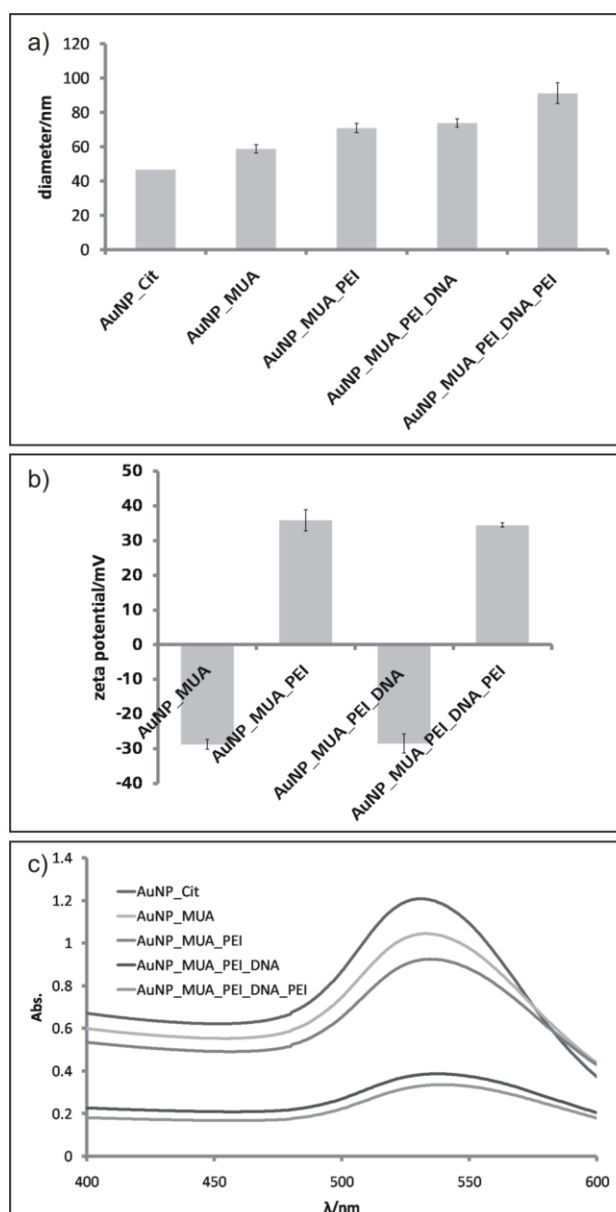 a)
diameter/nm
120
100
80
60
40
20
0
AuNP_Cit
AuNP_MUA
AuNP_MUA_PEI
AuNP_MUA_PEI_DNA
AuNP_MUA_PEI_DNA_PEI
b)
zeta potential/mV
50
40
30
20
10
0
-10
-20
-30
-40
AuNP_MUA
AuNP_MUA_PEI
AuNP_MUA_PEI_DNA
AuNP_MUA_PEI_DNA_PEI
c)
Abs.
1.4
1.2
1
0.8
0.6
0.4
0.2
0
AuNP_Cit
AuNP_MUA
AuNP_MUA_PEI
AuNP_MUA_PEI_DNA
AuNP_MUA_PEI_DNA_PEI
400 450 500 550 600
λ/nm